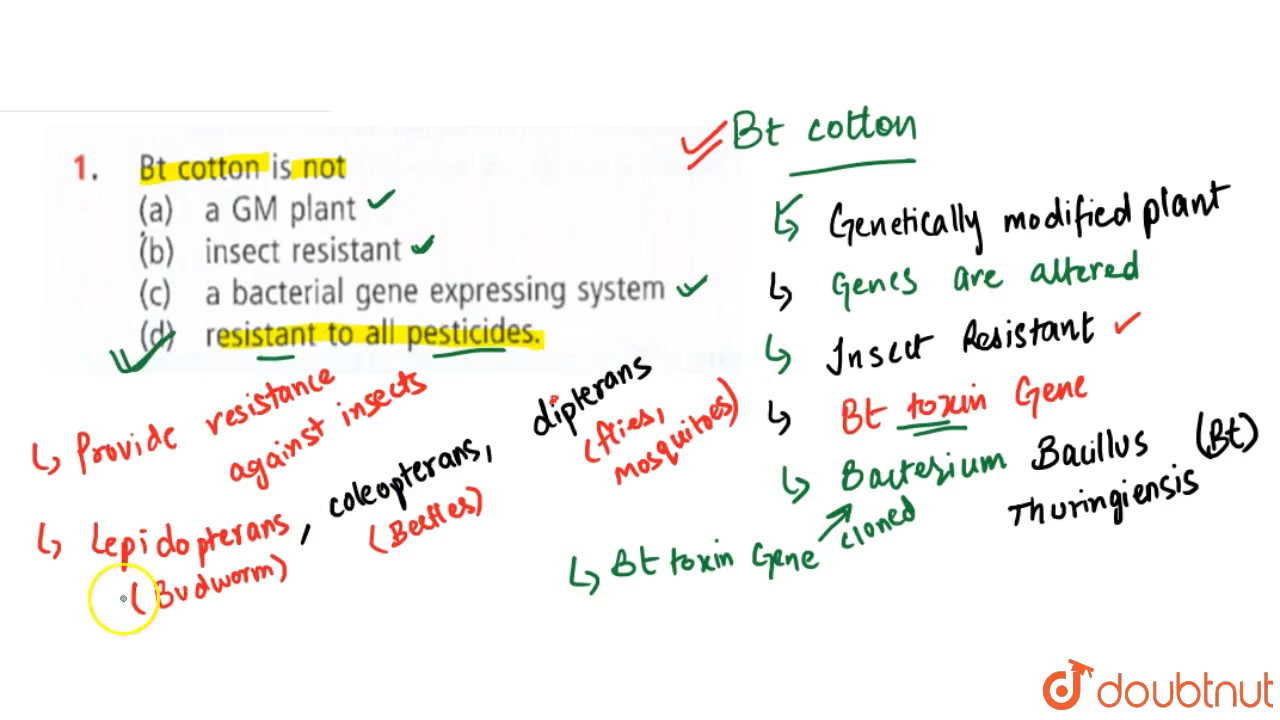 1. Bt cotton is not
(a) a GM plant
(b) insect resistant
(c) a bacterial gene expressing system
(d) resistant to all pesticides.
↳ Provide resistance
against insects
↳ Lepidopterans, coleopterans, dipterans
(Budworm) (Beetles) (flies,
mosquitoes)
Bt cotton
↳ Genetically modified plant
↳ Genes are altered
↳ Insect Resistant
↳ Bt toxin Gene
↳ Bacterium Bacillus (Bt)
Thuringiensis
↳ Bt toxin Gene cloned
doubtnut